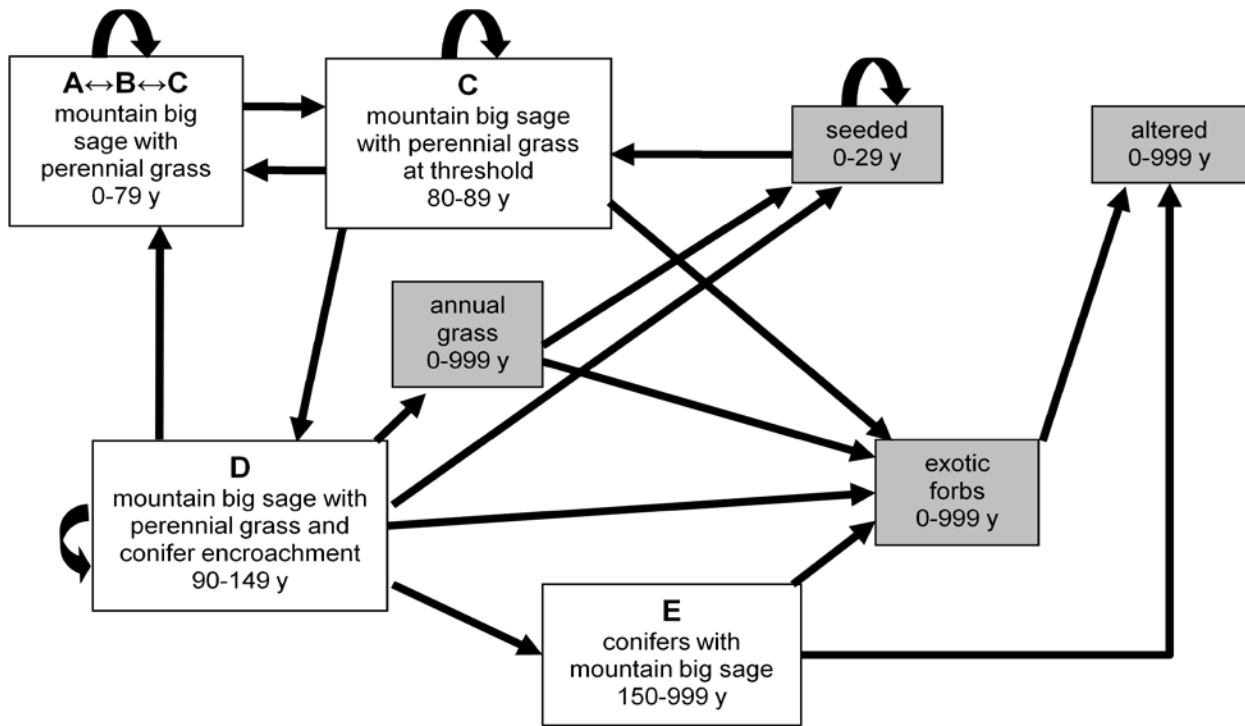 A↔B↔C
mountain big
sage with
perennial grass
0-79 y
C
mountain big sage
with perennial grass
at threshold
80-89 y
seeded
0-29 y
altered
0-999 y
annual
grass
0-999 y
D
mountain big sage with
perennial grass and
conifer encroachment
90-149 y
exotic
forbs
0-999 y
E
conifers with
mountain big sage
150-999 y